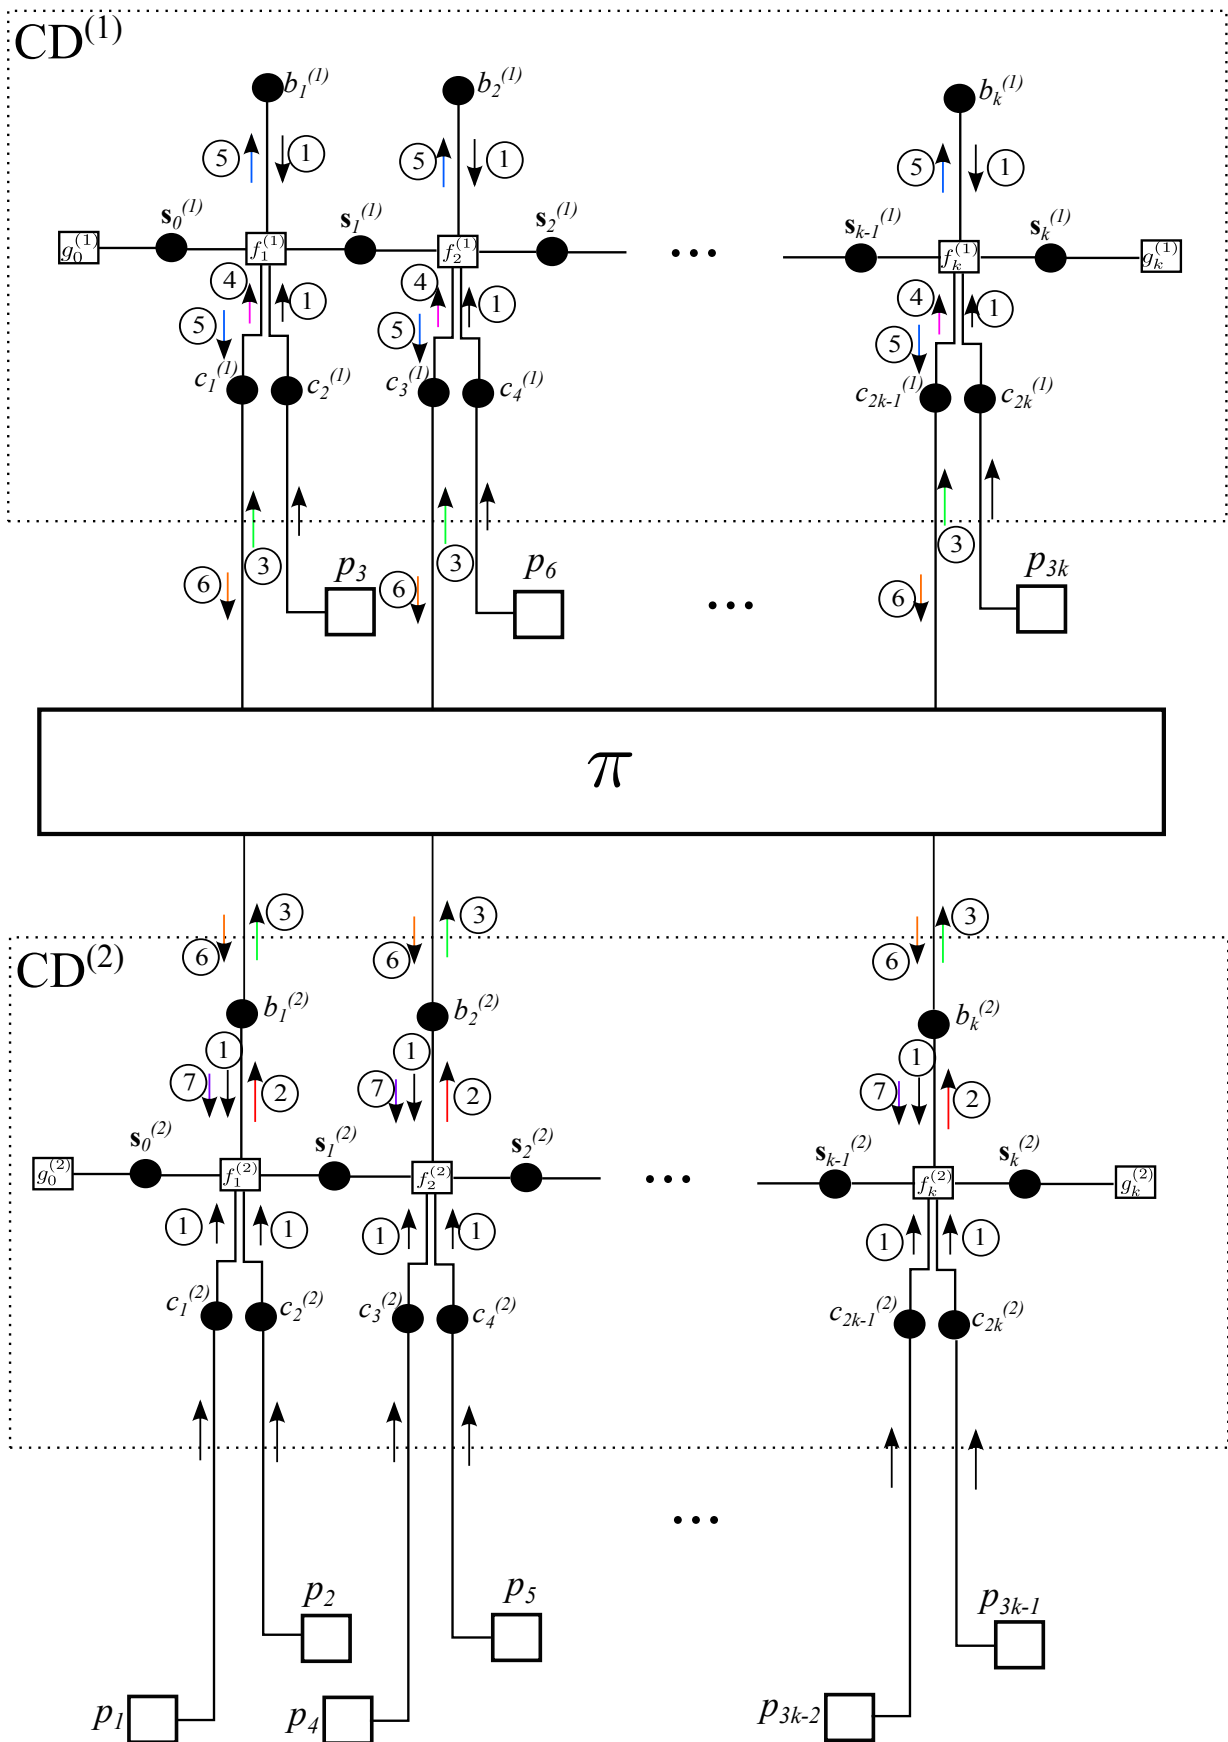 CD⁽¹⁾
b₁⁽¹⁾ b₂⁽¹⁾ bₖ⁽¹⁾
5 1 5 1 5 1
s₀⁽¹⁾ s₁⁽¹⁾ s₂⁽¹⁾ sₖ₋₁⁽¹⁾ sₖ⁽¹⁾
g₀⁽¹⁾ f₁⁽¹⁾ f₂⁽¹⁾ ... fₖ⁽¹⁾ gₖ⁽¹⁾
4 1 4 1 4 1
5 5 5
c₁⁽¹⁾ c₂⁽¹⁾ c₃⁽¹⁾ c₄⁽¹⁾ c₂ₖ₋₁⁽¹⁾ c₂ₖ⁽¹⁾
3 3 3
6 p₃ 6 p₆ 6 p₃ₖ
...
π
3 3 3
6 6 6
CD⁽²⁾
b₁⁽²⁾ b₂⁽²⁾ bₖ⁽²⁾
1 1 1
7 2 7 2 7 2
s₀⁽²⁾ s₁⁽²⁾ s₂⁽²⁾ sₖ₋₁⁽²⁾ sₖ⁽²⁾
g₀⁽²⁾ f₁⁽²⁾ f₂⁽²⁾ ... fₖ⁽²⁾ gₖ⁽²⁾
1 1 1 1 1 1
c₁⁽²⁾ c₂⁽²⁾ c₃⁽²⁾ c₄⁽²⁾ c₂ₖ₋₁⁽²⁾ c₂ₖ⁽²⁾
...
p₂ p₅ p₃ₖ₋₁
p₁ p₄ p₃ₖ₋₂